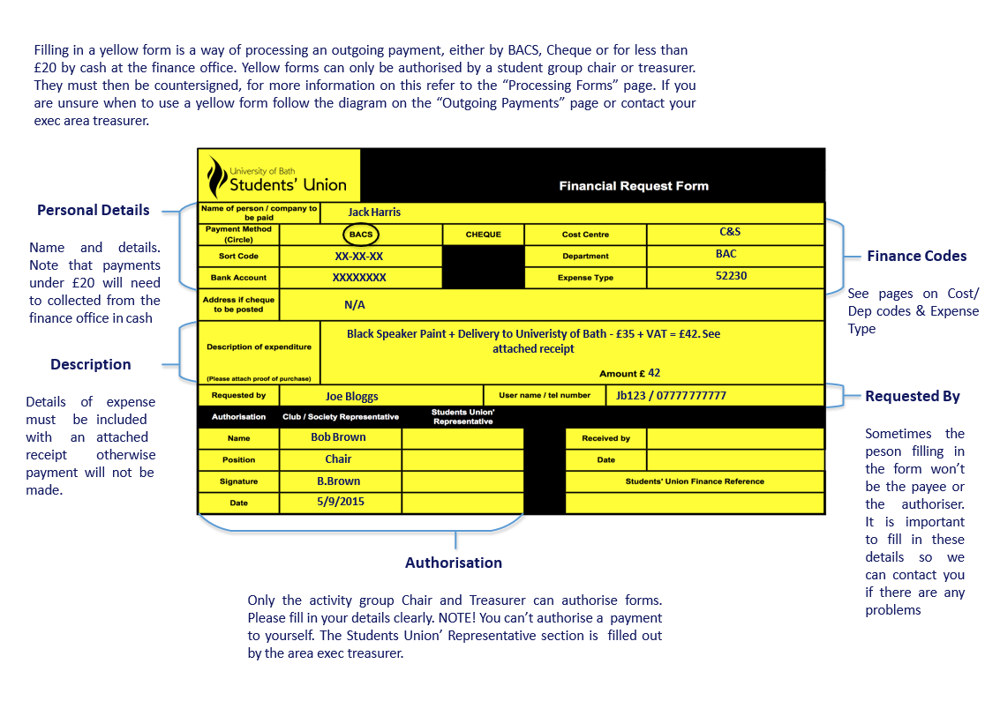 Filling in a yellow form is a way of processing an outgoing payment, either by BACS, Cheque or for less than
£20 by cash at the finance office. Yellow forms can only be authorised by a student group chair or treasurer.
They must then be countersigned, for more information on this refer to the “Processing Forms” page. If you
are unsure when to use a yellow form follow the diagram on the “Outgoing Payments” page or contact your
exec area treasurer.
University of Bath
Students' Union
Financial Request Form
Personal Details
Name and details.
Note that payments
under £20 will need
to collected from the
finance office in cash
Description
Details of expense
must be included
with an attached
receipt otherwise
payment will not be
made.
Name of person / company to
be paid
Jack Harris
Payment Method
(Circle)
BACS
CHEQUE
Cost Centre
C&S
Sort Code
XX-XX-XX
Department
BAC
Bank Account
XXXXXXXX
Expense Type
52230
Address if cheque
to be posted
N/A
Description of expenditure
(Please attach proof of purchase)
Black Speaker Paint + Delivery to Univeristy of Bath - £35 + VAT = £42. See
attached receipt
Amount £ 42
Requested by
Joe Bloggs
User name / tel number
Jb123 / 07777777777
Authorisation
Club / Society Representative
Students Union'
Representative
Name
Bob Brown
Received by
Position
Chair
Date
Signature
B.Brown
Students' Union Finance Reference
Date
5/9/2015
Finance Codes
See pages on Cost/
Dep codes & Expense
Type
Requested By
Sometimes the
peson filling in
the form won’t
be the payee or
the authoriser.
It is important
to fill in these
details so we
can contact you
if there are any
problems
Authorisation
Only the activity group Chair and Treasurer can authorise forms.
Please fill in your details clearly. NOTE! You can’t authorise a payment
to yourself. The Students Union’ Representative section is filled out
by the area exec treasurer.